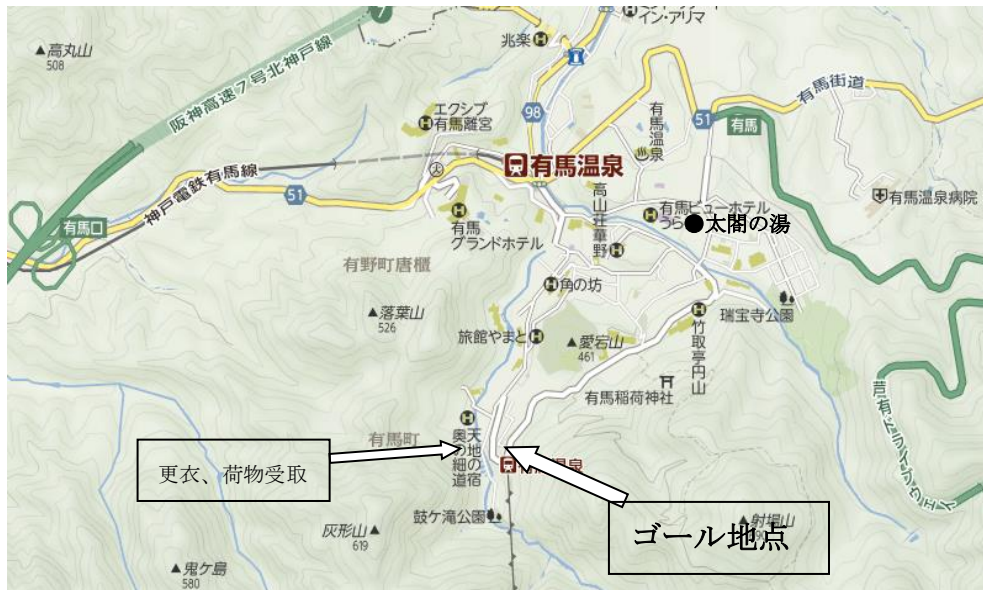 イン・アリマ
兆楽
7
▲高丸山
508
阪神高速7号北神戸線
エクシブ
有馬離宮
98
有馬温泉
51
有馬
有馬街道
有馬温泉
神戸電鉄有馬線
51
有馬口
有馬
グランドホテル
高山荘華野
有馬ビューホテル
うら
●太閤の湯
有馬温泉病院
有野町唐櫃
角の坊
▲落葉山
526
旅館やまと
▲愛宕山
461
竹取亭円山
瑞宝寺公園
有馬稲荷神社
有馬町
天地の宿
奥の細道
更衣、荷物受取
有馬温泉
ゴール地点
鼓ケ滝公園
灰形山▲
619
▲射場山
▲鬼ケ島
580